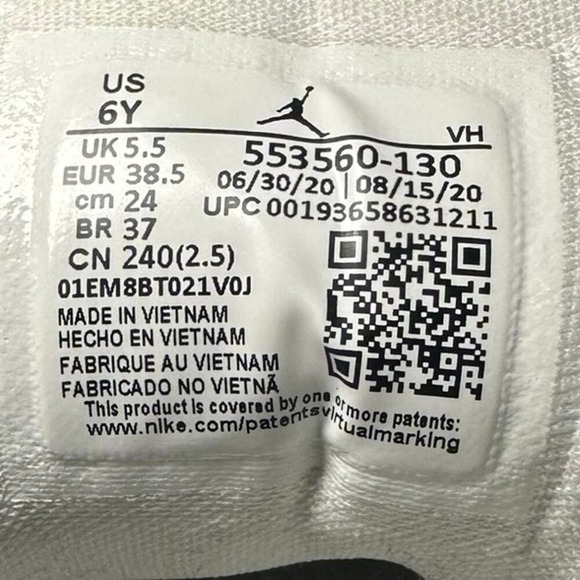 US
6Y
VH
UK 5.5
EUR 38.5
cm 24
BR 37
CN 240(2.5)
553560-130
06/30/20 | 08/15/20
UPC 00193658631211
01EM8BT021V0J
MADE IN VIETNAM
HECHO EN VIETNAM
FABRIQUE AU VIETNAM
FABRICADO NO VIETNÃ
This product is covered by one or more patents:
www.nike.com/patentsvirtualmarking